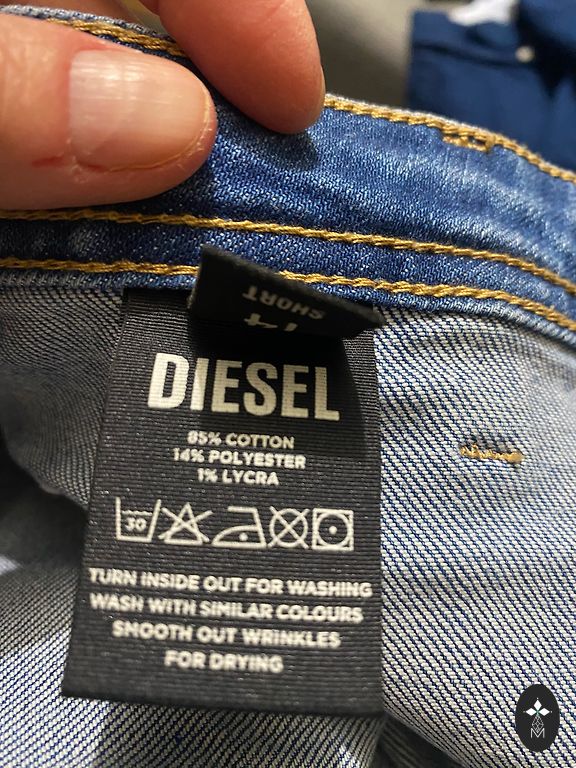 14
SHORT
DIESEL
85% COTTON
14% POLYESTER
1% LYCRA
30
TURN INSIDE OUT FOR WASHING
WASH WITH SIMILAR COLOURS
SMOOTH OUT WRINKLES
FOR DRYING
M